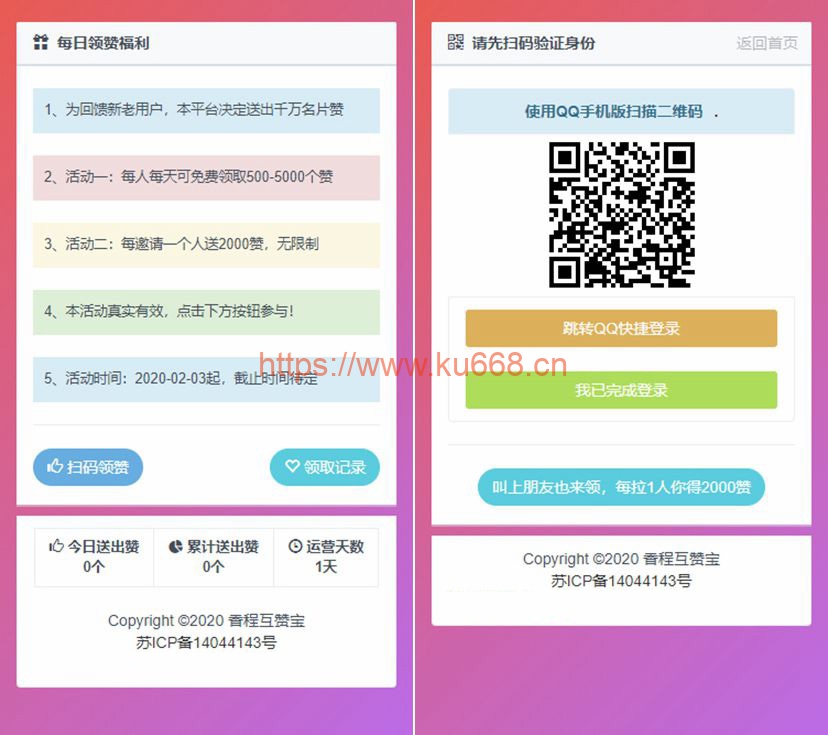 每日领赞福利
1、为回馈新老用户，本平台决定送出千万名片赞
2、活动一：每人每天可免费领取500-5000个赞
3、活动二：每邀请一个人送2000赞，无限制
4、本活动真实有效，点击下方按钮参与！
5、活动时间：2020-02-03起，截止时间待定
扫码领赞 领取记录
今日送出赞 累计送出赞 运营天数
0个 0个 1天
Copyright ©2020 香程互赞宝
苏ICP备14044143号
请先扫码验证身份 返回首页
使用QQ手机版扫描二维码 .
跳转QQ快捷登录
我已完成登录
叫上朋友也来领，每拉1人你得2000赞
Copyright ©2020 香程互赞宝
苏ICP备14044143号
https://www.ku668.cn